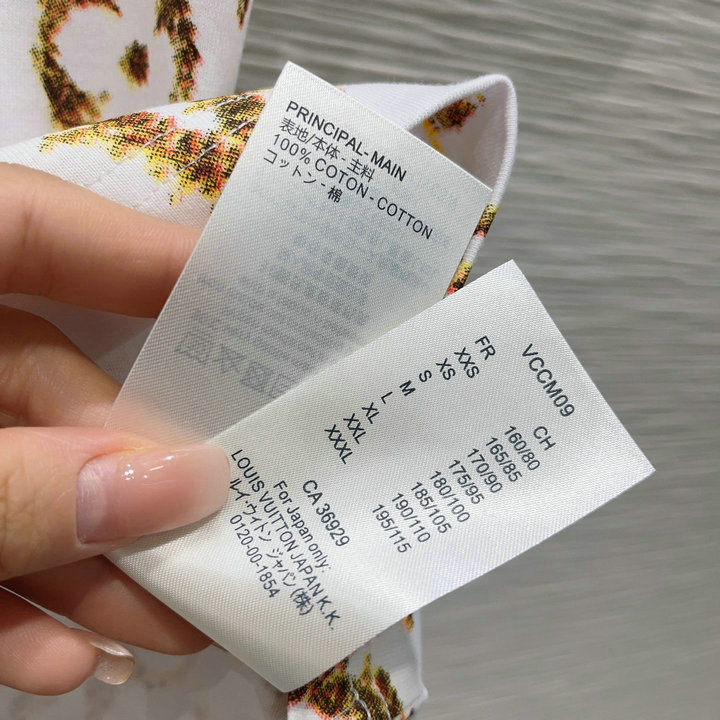 PRINCIPAL- MAIN
表地/本体 - 主料
100% COTON - COTTON
コットン - 棉
VCCM09
FR CH
XXS 160/80
XS 165/85
S 170/90
M 175/95
L 180/100
XL 185/105
XXL 190/110
XXXL 195/115
CA 36929
For Japan only:
LOUIS VUITTON JAPAN K.K.
ルイ・ヴィトン ジャパン(株)
0120-00-1854